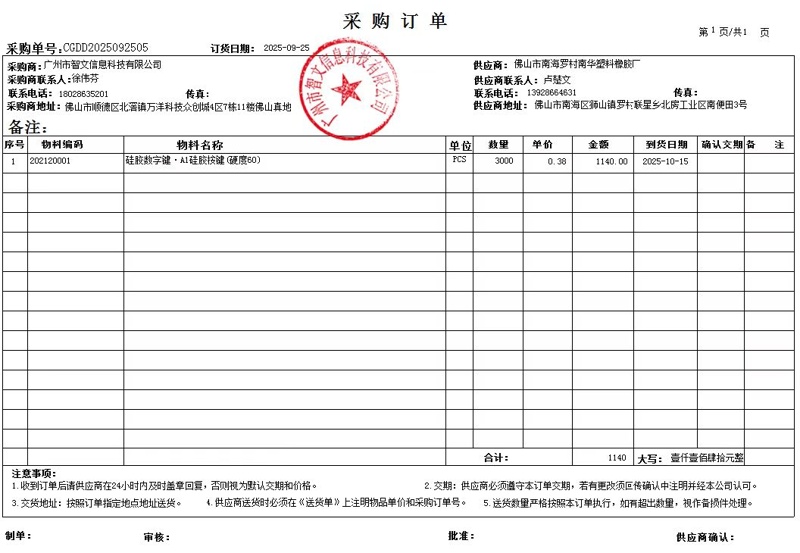 采购订单
第 1 页/共1 页
采购单号:CGDD2025092505 订货日期: 2025-09-25
采购商:广州市智文信息科技有限公司 供应商: 佛山市南海罗村南华塑料橡胶厂
采购商联系人:徐伟芬 供应商联系人: 卢楚文
联系电话: 18028635201 传真: 联系电话: 13928664631 传真:
采购商地址: 佛山市顺德区北滘镇万洋科技众创城4区7栋11楼佛山真地 供应商地址: 佛山市南海区狮山镇罗村联星乡北房工业区南便田3号
广州市智文信息科技有限公司
备注:
序号 物料编码 物料名称 单位 数量 单价 金额 到货日期 确认交期 备 注
1 202120001 硅胶数字键·A1硅胶按键(硬度60) PCS 3000 0.38 1140.00 2025-10-15
合计: 1140 大写: 壹仟壹佰肆拾元整
注意事项:
1.收到订单后请供应商在24小时内及时盖章回复,否则视为默认交期和价格。 2.交期:供应商必须遵守本订单交期,若有更改须回传确认中注明并经本公司认可。
3.交货地址:按照订单指定地点地址送货。 4.供应商送货时必须在《送货单》上注明物品单价和采购订单号。 5.送货数量严格按照本订单执行,如有超出数量,视作备损件处理。
制单: 审核: 批准: 供应商确认: